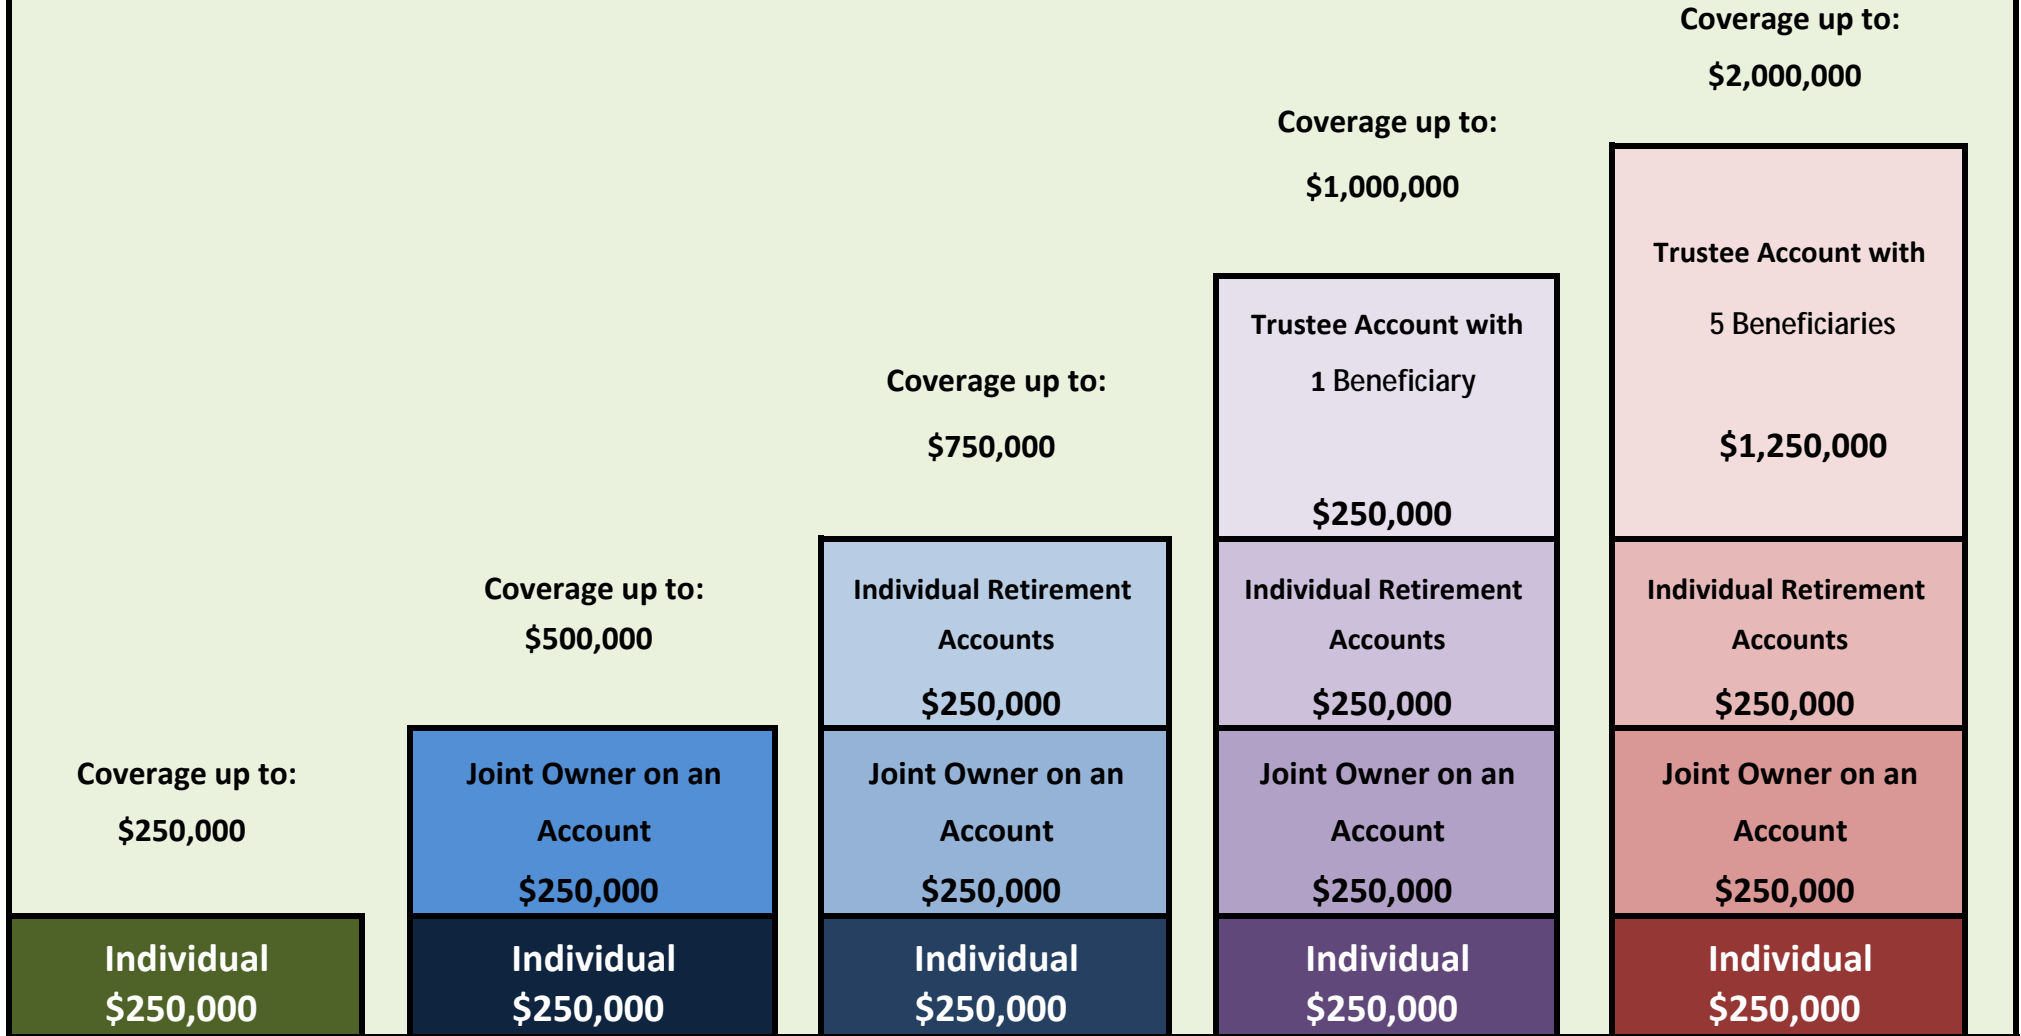 Coverage up to:
$250,000
Individual
$250,000
Coverage up to:
$500,000
Joint Owner on an
Account
$250,000
Individual
$250,000
Coverage up to:
$750,000
Individual Retirement
Accounts
$250,000
Joint Owner on an
Account
$250,000
Individual
$250,000
Coverage up to:
$1,000,000
Trustee Account with
1 Beneficiary
$250,000
Individual Retirement
Accounts
$250,000
Joint Owner on an
Account
$250,000
Individual
$250,000
Coverage up to:
$2,000,000
Trustee Account with
5 Beneficiaries
$1,250,000
Individual Retirement
Accounts
$250,000
Joint Owner on an
Account
$250,000
Individual
$250,000